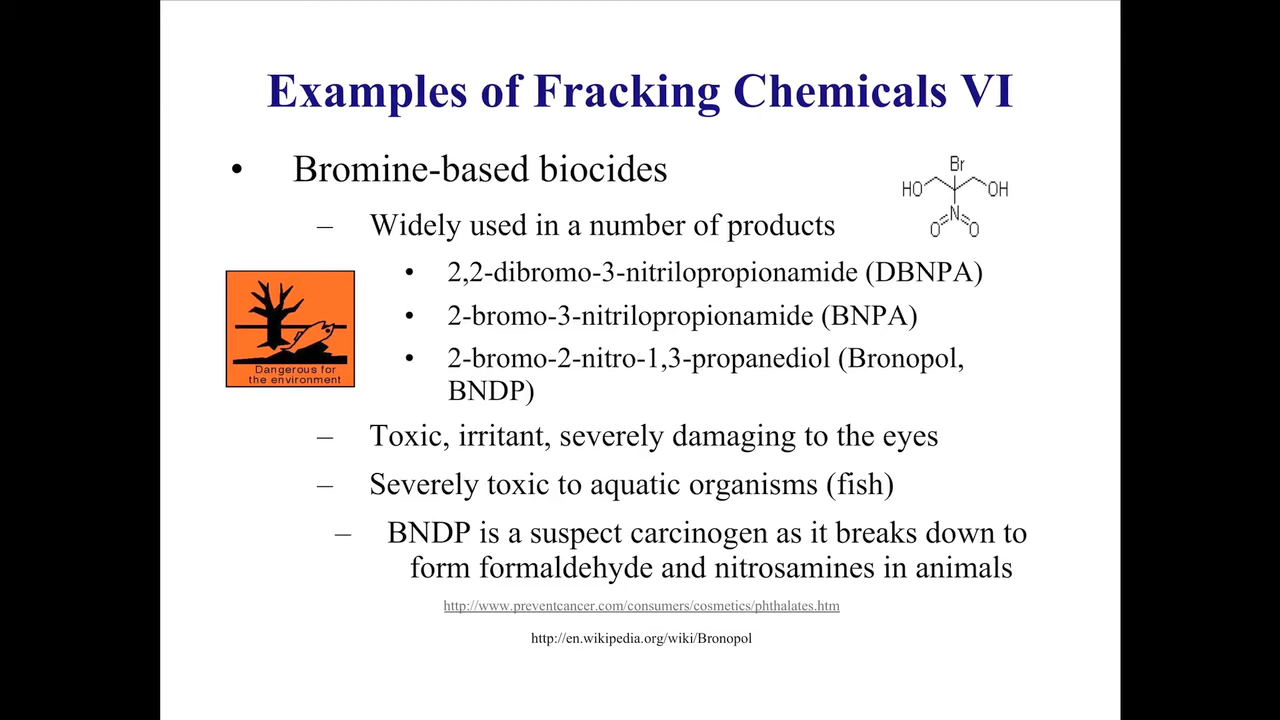 Examples of Fracking Chemicals VI
• Bromine-based biocides
– Widely used in a number of products
Br
HO OH
N
O O
• 2,2-dibromo-3-nitrilopropionamide (DBNPA)
• 2-bromo-3-nitrilopropionamide (BNPA)
• 2-bromo-2-nitro-1,3-propanediol (Bronopol,
BNDP)
Dangerous for
the environment
– Toxic, irritant, severely damaging to the eyes
– Severely toxic to aquatic organisms (fish)
– BNDP is a suspect carcinogen as it breaks down to
form formaldehyde and nitrosamines in animals
http://www.preventcancer.com/consumers/cosmetics/phthalates.htm
http://en.wikipedia.org/wiki/Bronopol